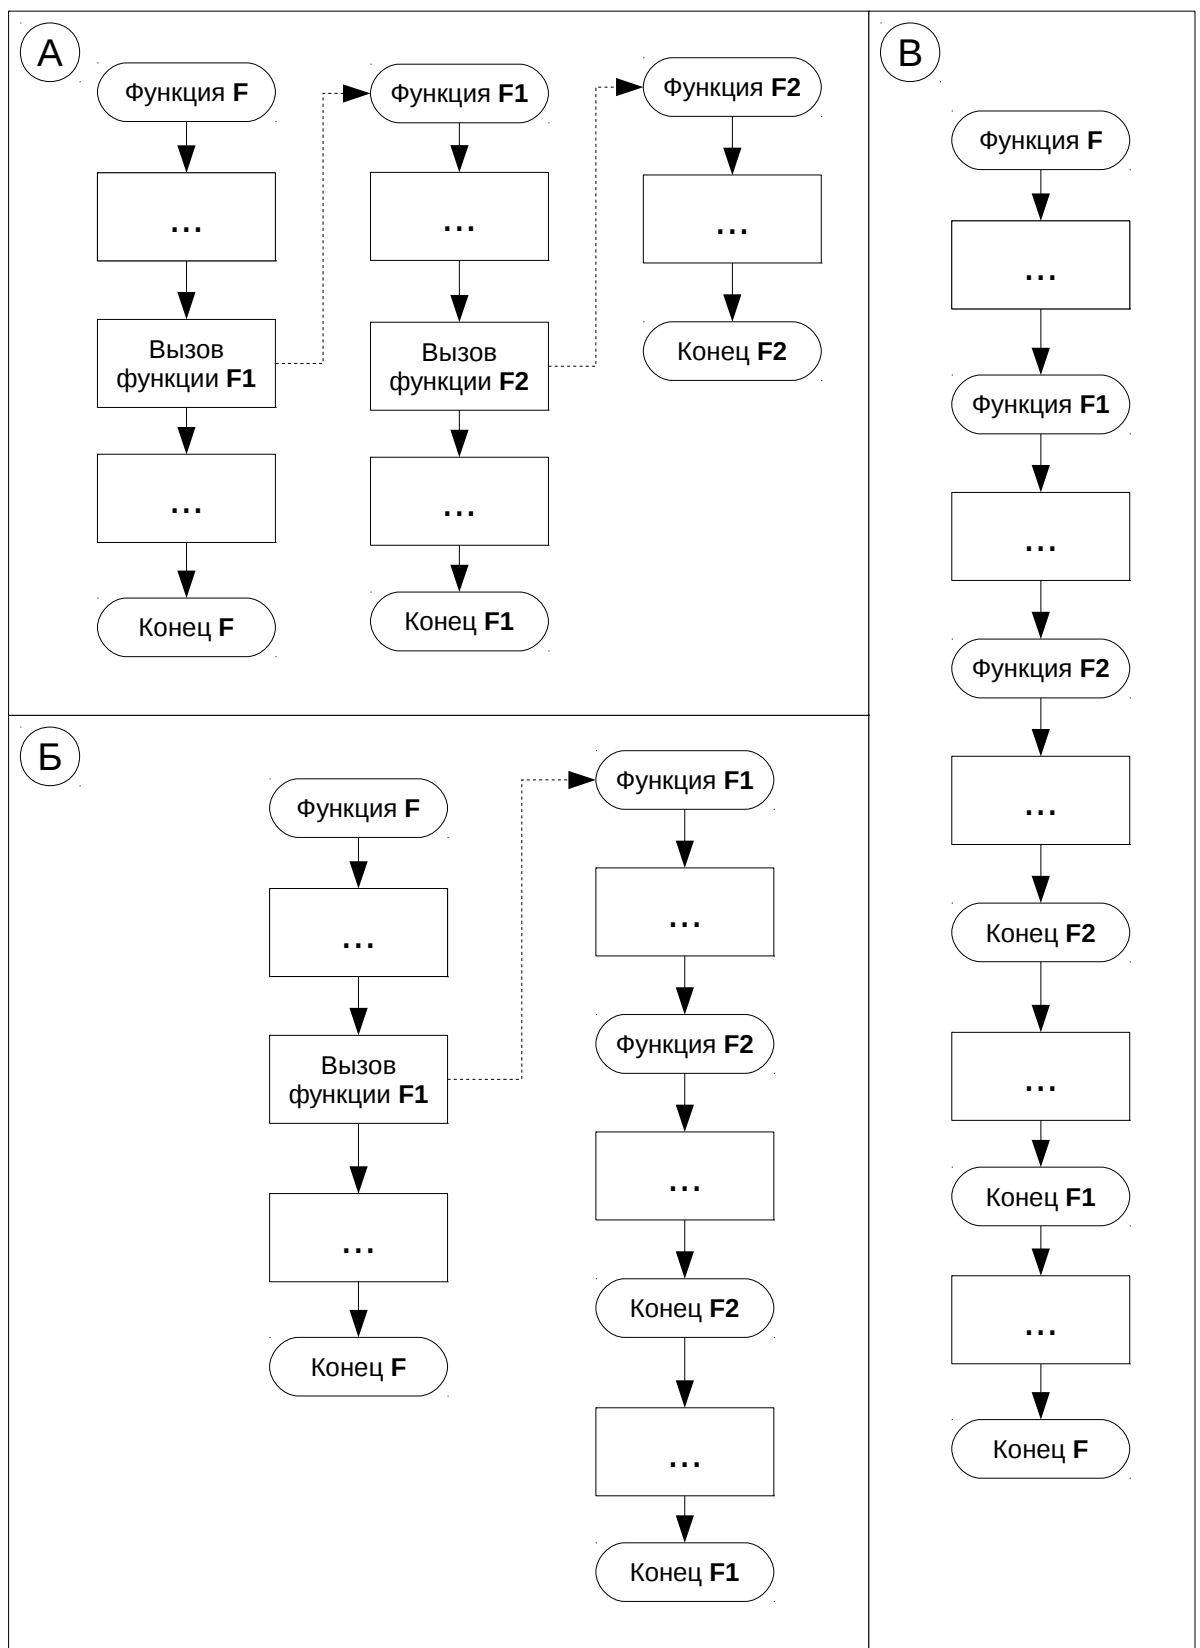 А
Функция F
...
Вызов
функции F1
...
Конец F
Функция F1
...
Вызов
функции F2
...
Конец F1
Функция F2
...
Конец F2
Б
Функция F
...
Вызов
функции F1
...
Конец F
Функция F1
...
Функция F2
...
Конец F2
...
Конец F1
В
Функция F
...
Функция F1
...
Функция F2
...
Конец F2
...
Конец F1
...
Конец F